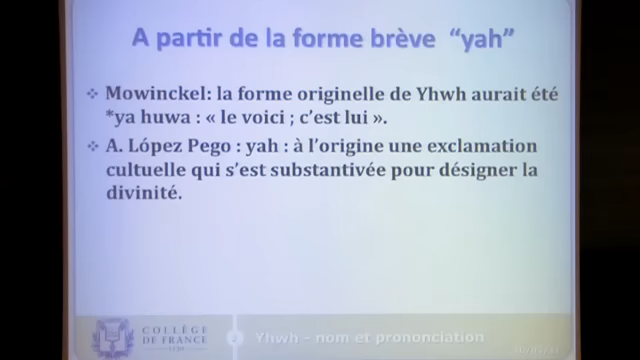 A partir de la forme brève “yah”
Mowinckel: la forme originelle de Yhwh aurait été
*ya huwa : « le voici ; c’est lui ».
A. López Pego : yah : à l’origine une exclamation
cultuelle qui s’est substantivée pour désigner la
divinité.
COLLÈGE
DE FRANCE
2
Yhwh – nom et prononciation